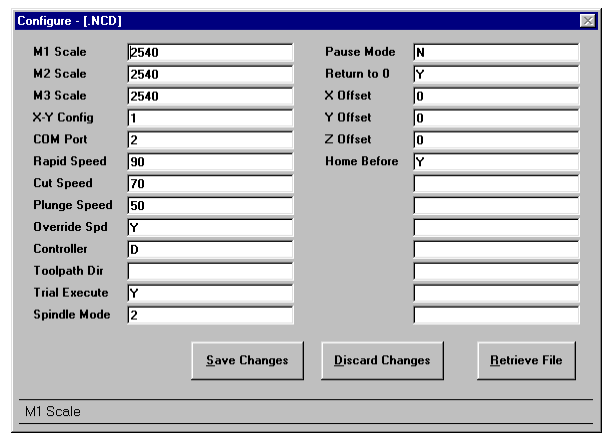 Configure - [.NCD]
M1 Scale 2540
M2 Scale 2540
M3 Scale 2540
X-Y Config 1
COM Port 2
Rapid Speed 90
Cut Speed 70
Plunge Speed 50
Override Spd Y
Controller D
Toolpath Dir
Trial Execute Y
Spindle Mode 2
Pause Mode N
Return to 0 Y
X Offset 0
Y Offset 0
Z Offset 0
Home Before Y
Save Changes
Discard Changes
Retrieve File
M1 Scale